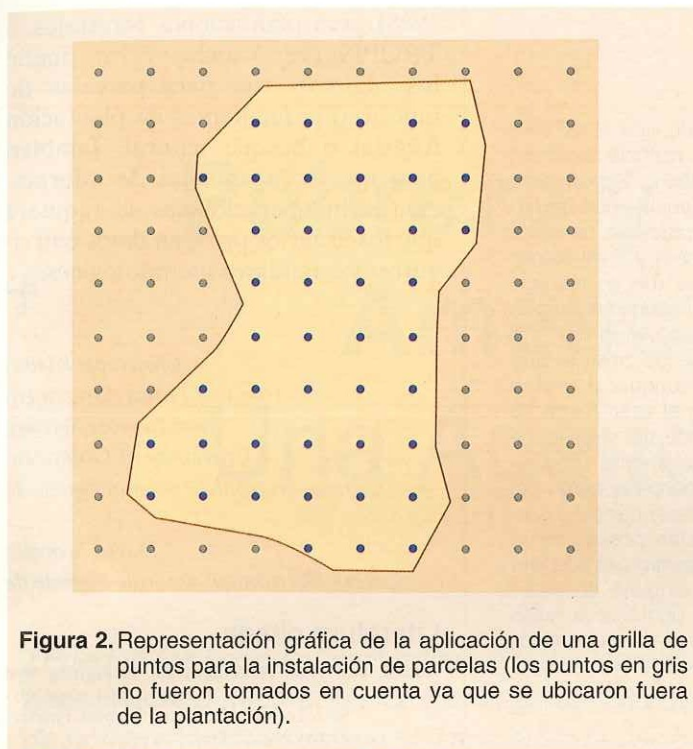 Figura 2. Representación gráfica de la aplicación de una grilla de
puntos para la instalación de parcelas (los puntos en gris
no fueron tomados en cuenta ya que se ubicaron fuera
de la plantación).